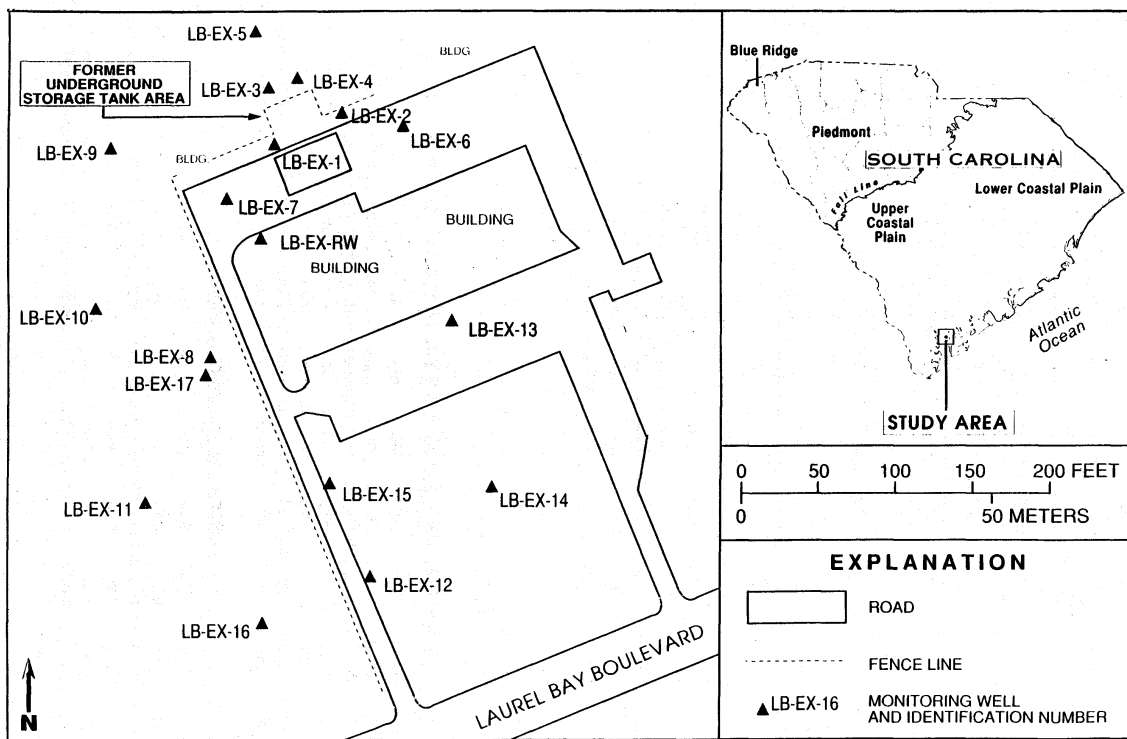 LB-EX-5
BLDG
FORMER
UNDERGROUND
STORAGE TANK AREA
LB-EX-4
LB-EX-3
LB-EX-2
LB-EX-6
LB-EX-9
BLDG.
LB-EX-1
LB-EX-7
BUILDING
LB-EX-RW
BUILDING
LB-EX-10
LB-EX-13
LB-EX-8
LB-EX-17
LB-EX-15
LB-EX-14
LB-EX-11
LB-EX-12
LB-EX-16
LAUREL BAY BOULEVARD
N
Blue Ridge
Piedmont
SOUTH CAROLINA
Fall Line
Lower Coastal Plain
Upper
Coastal
Plain
Atlantic
Ocean
STUDY AREA
0 50 100 150 200 FEET
0 50 METERS
EXPLANATION
ROAD
FENCE LINE
LB-EX-16
MONITORING WELL
AND IDENTIFICATION NUMBER